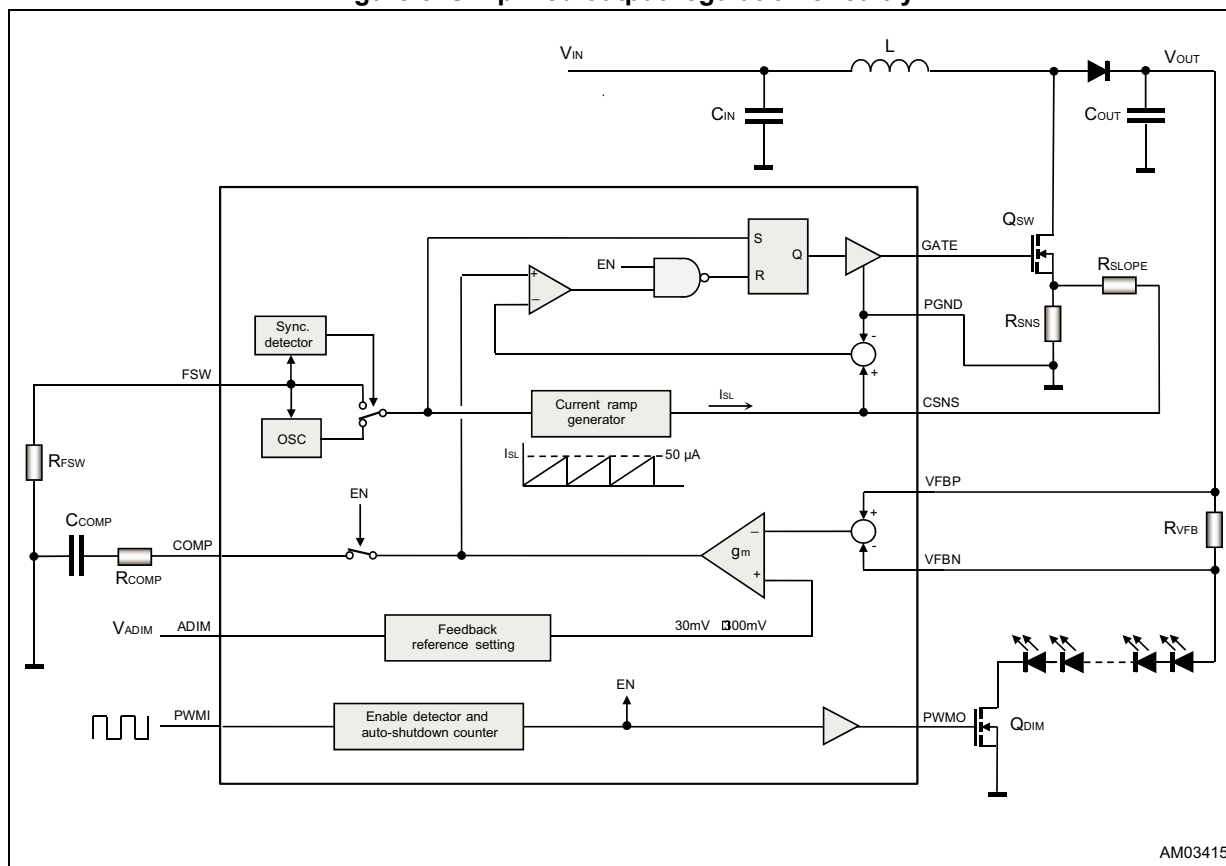 VIN
L
VOUT
CIN
COUT
QSW
S
Q
R
EN
GATE
RSLOPE
+
−
PGND
RSNS
-
+
Sync.
detector
FSW
ISL
CSNS
OSC
Current ramp
generator
RFSW
ISL
50 µA
EN
VFBP
+
-
RVFB
CCOMP
COMP
gm
−
+
VFBN
RCOMP
VADIM
ADIM
Feedback
reference setting
30mV
EN
PWMI
Enable detector and
auto-shutdown counter
PWMO
QDIM
AM03415